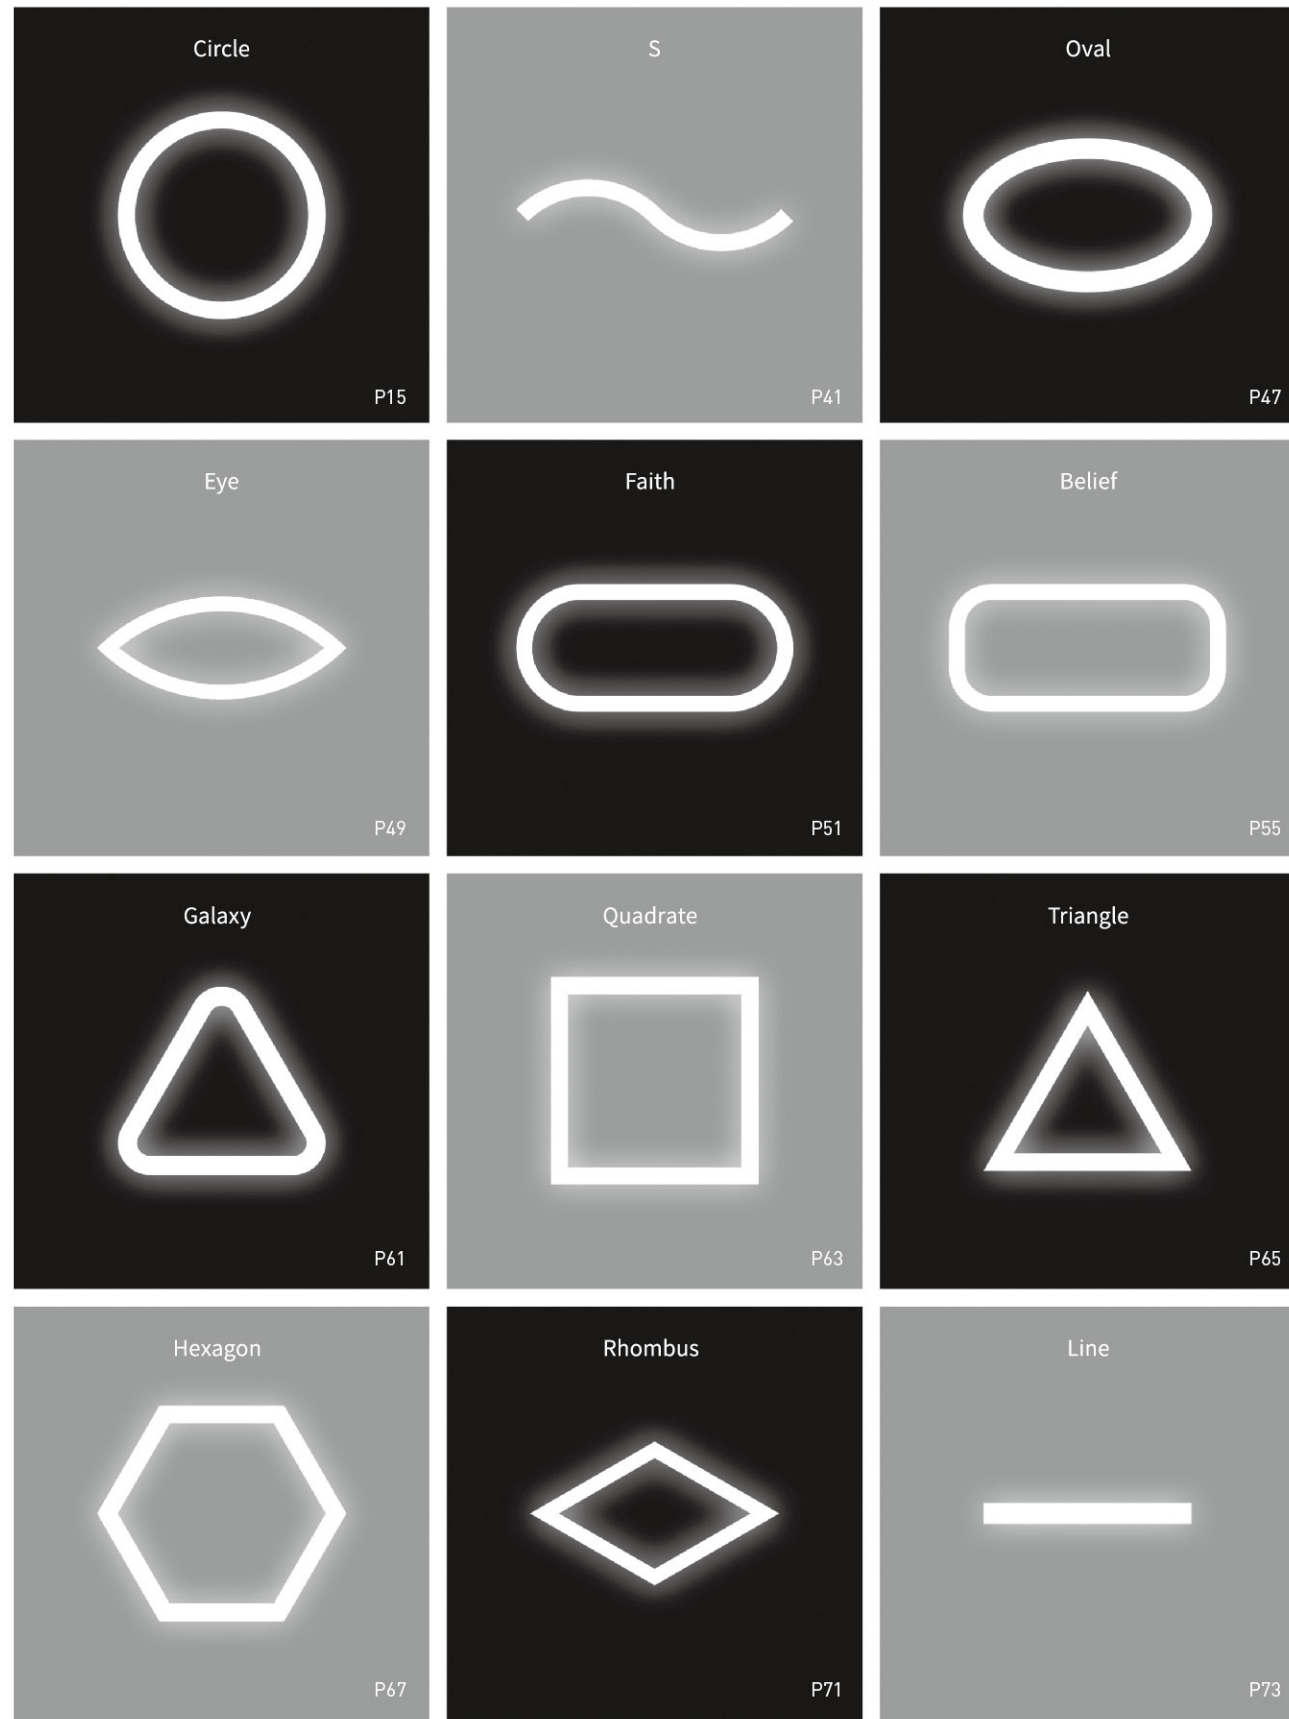 Circle
P15
S
P41
Oval
P47
Eye
P49
Faith
P51
Belief
P55
Galaxy
P61
Quadrate
P63
Triangle
P65
Hexagon
P67
Rhombus
P71
Line
P73